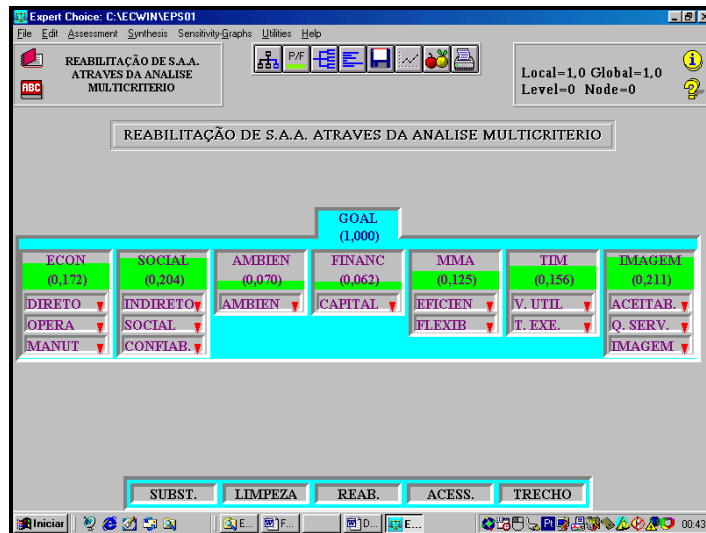 Expert Choice: C:\ECWIN\EPS01
File Edit Assessment Synthesis Sensitivity-Graphs Utilities Help
ABC
REABILITAÇÃO DE S.A.A.
ATRAVES DA ANALISE
MULTICRITERIO
P/F
Local=1,0 Global=1,0
Level=0 Node=0
REABILITAÇÃO DE S.A.A. ATRAVES DA ANALISE MULTICRITERIO
GOAL
(1,000)
ECON SOCIAL AMBIEN FINANC MMA TIM IMAGEM
(0,172) (0,204) (0,070) (0,062) (0,125) (0,156) (0,211)
DIRETO INDIRETO AMBIEN CAPITAL EFICIEN V. UTIL ACEITAB.
OPERA SOCIAL FLEXIB T. EXE. Q. SERV.
MANUT CONFIAB. IMAGEM
SUBST. LIMPEZA REAB. ACESS. TRECHO
Iniciar E... F... D... E... Pt 00:43